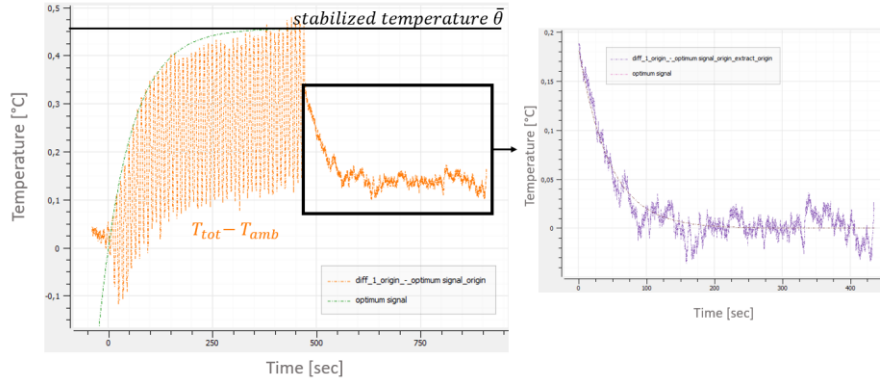 stabilized temperature θ̄
0,5
0,4
0,3
0,2
0,1
0
-0,1
Temperature [°C]
T_tot − T_amb
diff_1_origin_-_optimum signal_origin
optimum signal
0
250
500
750
Time [sec]
0,2
0,15
0,1
0,05
0
-0,05
Temperature [°C]
diff_1_origin_-_optimum signal_origin_extract_origin
optimum signal
0
100
200
300
400
Time [sec]